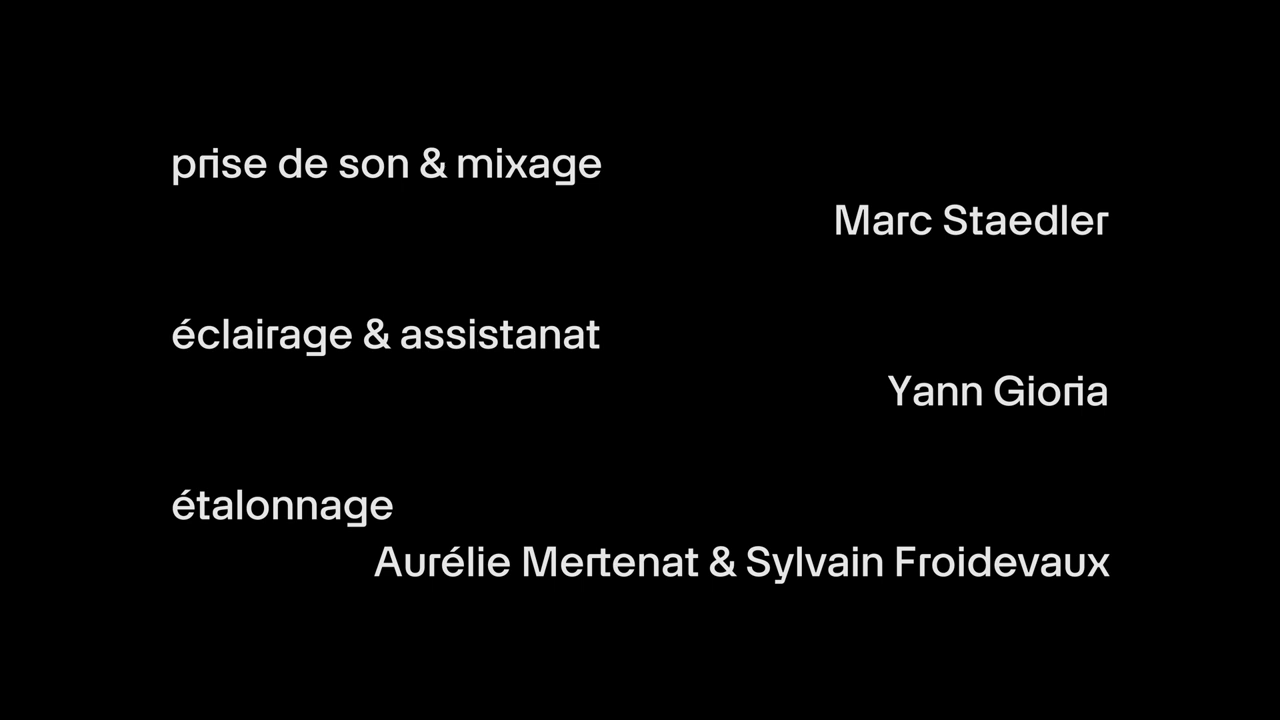 prise de son & mixage
Marc Staedler
éclairage & assistanat
Yann Gioria
étalonnage
Aurélie Mertenat & Sylvain Froidevaux